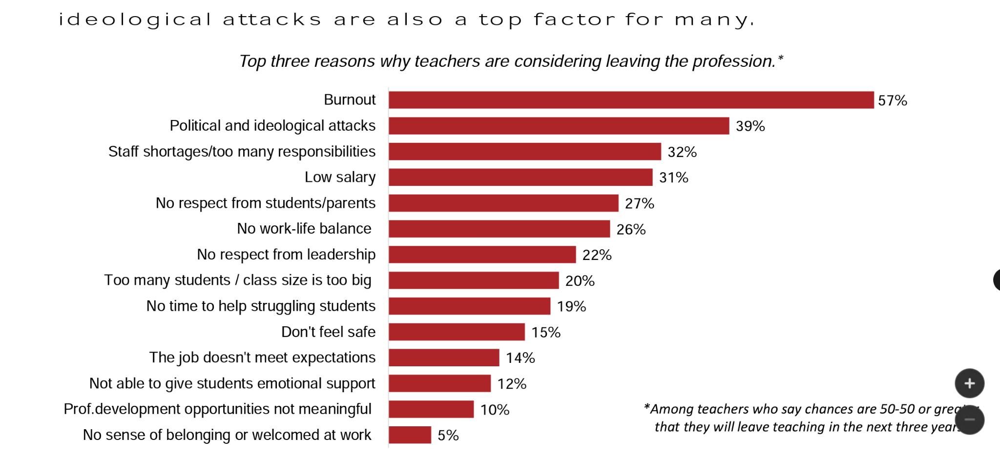 ideological attacks are also a top factor for many.
Top three reasons why teachers are considering leaving the profession.*
Burnout 57%
Political and ideological attacks 39%
Staff shortages/too many responsibilities 32%
Low salary 31%
No respect from students/parents 27%
No work-life balance 26%
No respect from leadership 22%
Too many students / class size is too big 20%
No time to help struggling students 19%
Don't feel safe 15%
The job doesn't meet expectations 14%
Not able to give students emotional support 12%
Prof.development opportunities not meaningful 10%
No sense of belonging or welcomed at work 5%
*Among teachers who say chances are 50-50 or
that they will leave teaching in the next three years